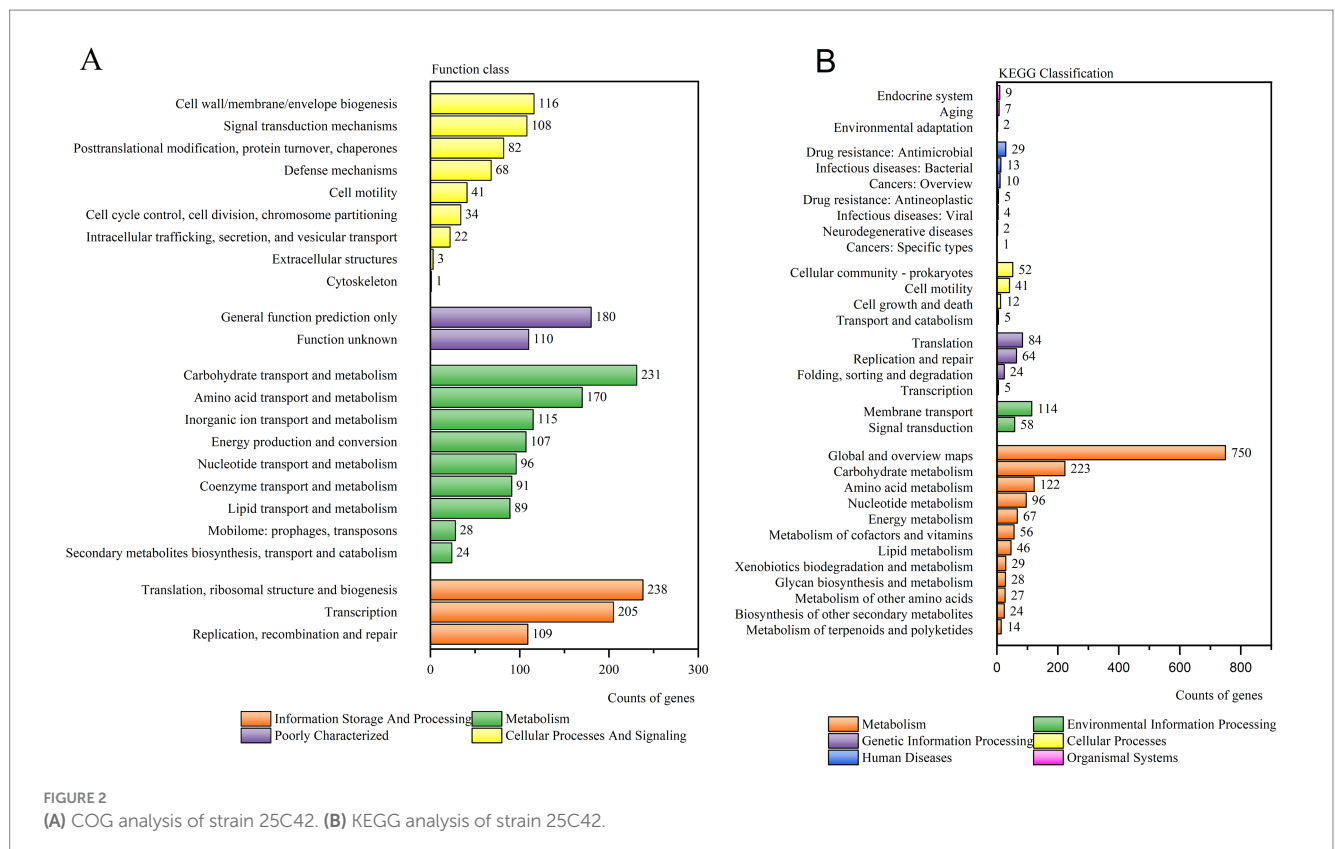 A
Function class
Cell wall/membrane/envelope biogenesis 116
Signal transduction mechanisms 108
Posttranslational modification, protein turnover, chaperones 82
Defense mechanisms 68
Cell motility 41
Cell cycle control, cell division, chromosome partitioning 34
Intracellular trafficking, secretion, and vesicular transport 22
Extracellular structures 3
Cytoskeleton 1
General function prediction only 180
Function unknown 110
Carbohydrate transport and metabolism 231
Amino acid transport and metabolism 170
Inorganic ion transport and metabolism 115
Energy production and conversion 107
Nucleotide transport and metabolism 96
Coenzyme transport and metabolism 91
Lipid transport and metabolism 89
Mobilome: prophages, transposons 28
Secondary metabolites biosynthesis, transport and catabolism 24
Translation, ribosomal structure and biogenesis 238
Transcription 205
Replication, recombination and repair 109
0 100 200 300
Counts of genes
Information Storage And Processing Metabolism
Poorly Characterized Cellular Processes And Signaling
B
KEGG Classification
Endocrine system 9
Aging 7
Environmental adaptation 2
Drug resistance: Antimicrobial 29
Infectious diseases: Bacterial 13
Cancers: Overview 10
Drug resistance: Antineoplastic 5
Infectious diseases: Viral 4
Neurodegenerative diseases 2
Cancers: Specific types 1
Cellular community - prokaryotes 52
Cell motility 41
Cell growth and death 12
Transport and catabolism 5
Translation 84
Replication and repair 64
Folding, sorting and degradation 24
Transcription 5
Membrane transport 114
Signal transduction 58
Global and overview maps 750
Carbohydrate metabolism 223
Amino acid metabolism 122
Nucleotide metabolism 96
Energy metabolism 67
Metabolism of cofactors and vitamins 56
Lipid metabolism 46
Xenobiotics biodegradation and metabolism 29
Glycan biosynthesis and metabolism 28
Metabolism of other amino acids 27
Biosynthesis of other secondary metabolites 24
Metabolism of terpenoids and polyketides 14
0 200 400 600 800
Counts of genes
Metabolism Environmental Information Processing
Genetic Information Processing Cellular Processes
Human Diseases Organismal Systems
FIGURE 2
(A) COG analysis of strain 25C42. (B) KEGG analysis of strain 25C42.